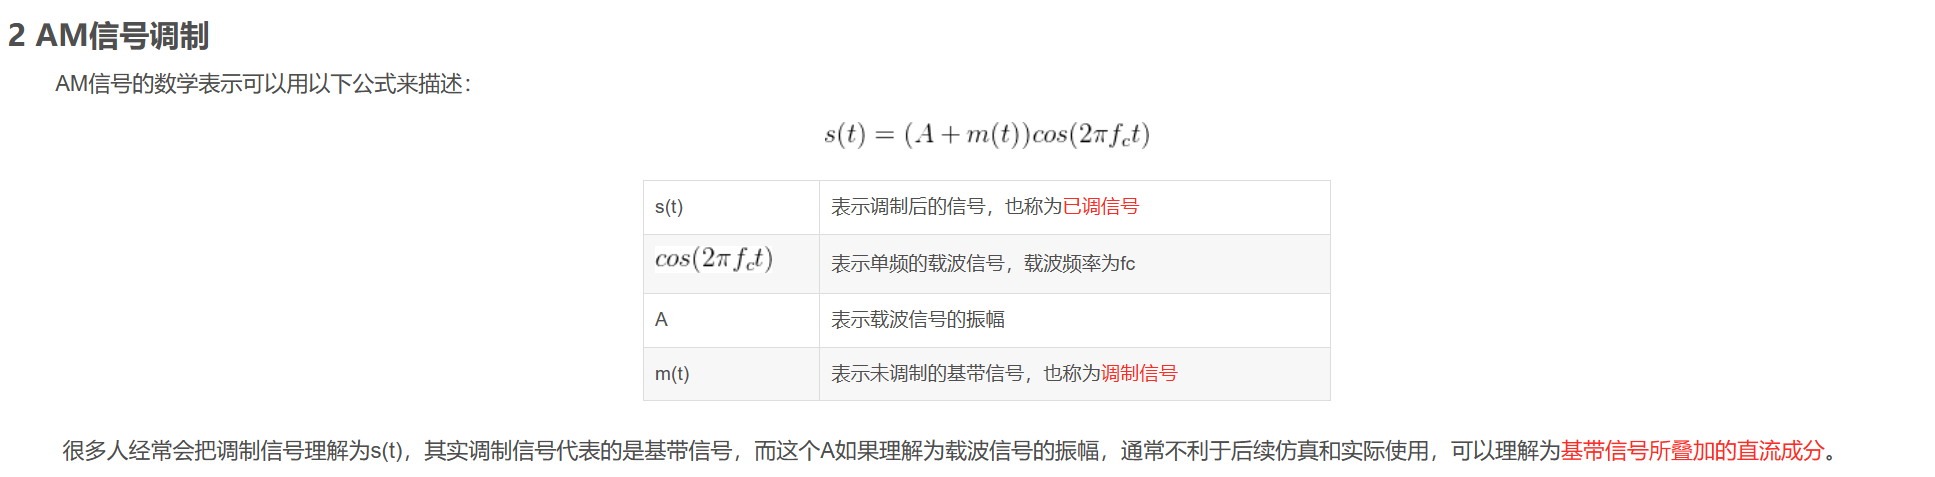 2 AM信号调制
AM信号的数学表示可以用以下公式来描述：
s(t) = (A + m(t))cos(2πf_ct)
s(t) 表示调制后的信号，也称为已调信号
cos(2πf_ct) 表示单频的载波信号，载波频率为fc
A 表示载波信号的振幅
m(t) 表示未调制的基带信号，也称为调制信号
很多人经常会把调制信号理解为s(t)，其实调制信号代表的是基带信号，而这个A如果理解为载波信号的振幅，通常不利于后续仿真和实际使用，可以理解为基带信号所叠加的直流成分。